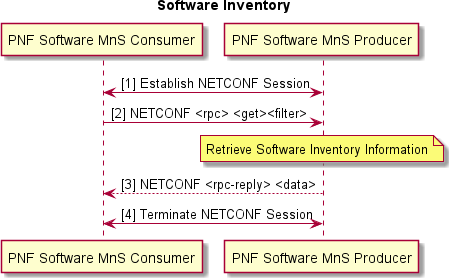 Software Inventory
PNF Software MnS Consumer
PNF Software MnS Producer
[1] Establish NETCONF Session
[2] NETCONF <rpc> <get><filter>
Retrieve Software Inventory Information
[3] NETCONF <rpc-reply> <data>
[4] Terminate NETCONF Session
PNF Software MnS Consumer
PNF Software MnS Producer